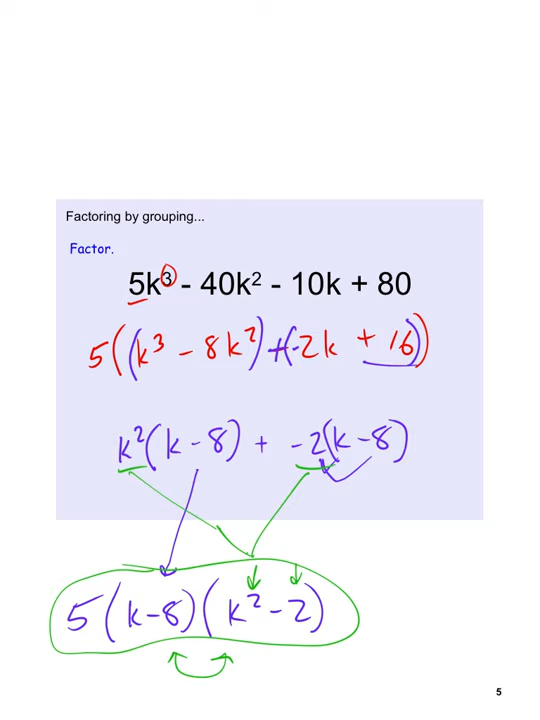 Factoring by grouping...
Factor.
5k³ - 40k² - 10k + 80
5((k³ - 8k²) + (-2k + 16))
k²(k - 8) + -2(k - 8)
5(k-8)(k² - 2)
5